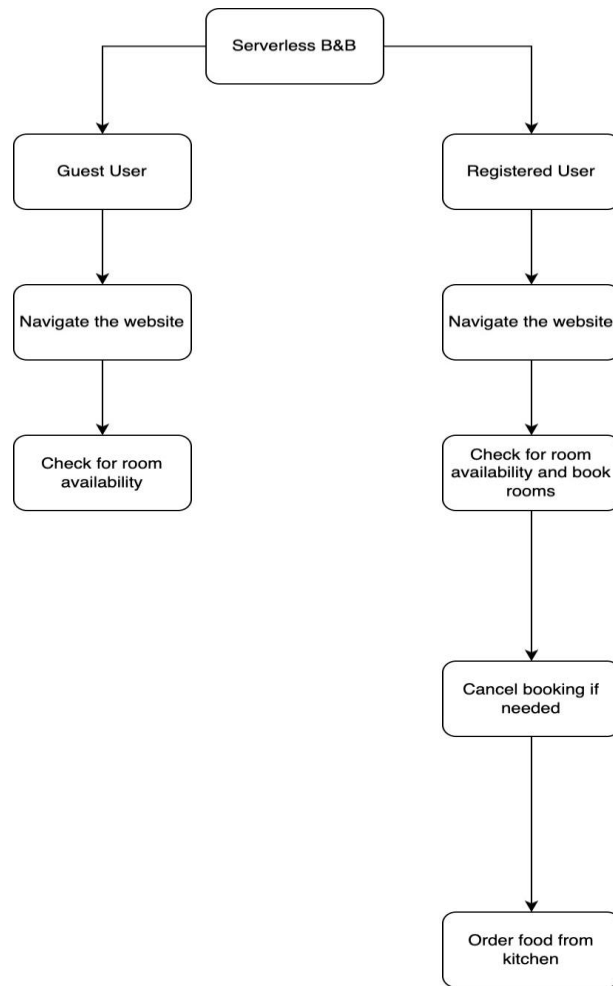 Serverless B&B
Guest User
Registered User
Navigate the website
Navigate the website
Check for room
availability
Check for room
availability and book
rooms
Cancel booking if
needed
Order food from
kitchen